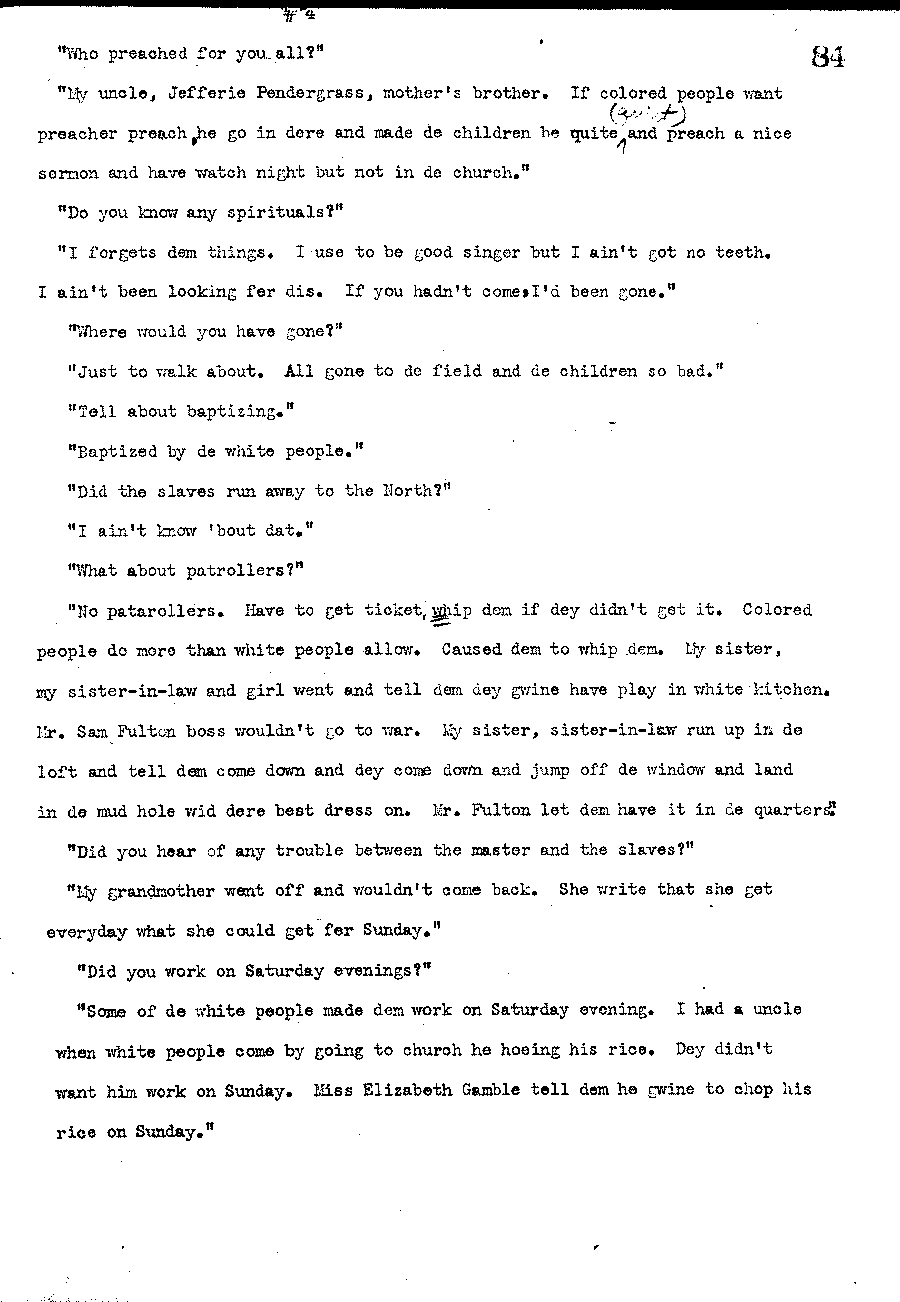 #4
84
"Who preached for you all?"
"My uncle, Jefferie Pendergrass, mother's brother. If colored people want
(quiet)
preacher preach, he go in dere and made de children be quite and preach a nice
sermon and have watch night but not in de church."
"Do you know any spirituals?"
"I forgets dem things. I use to be good singer but I ain't got no teeth.
I ain't been looking fer dis. If you hadn't come, I'd been gone."
"Where would you have gone?"
"Just to walk about. All gone to de field and de children so bad."
"Tell about baptizing."
"Baptized by de white people."
"Did the slaves run away to the North?"
"I ain't know 'bout dat."
"What about patrollers?"
"No patarollers. Have to get ticket, whip dem if dey didn't get it. Colored
people do more than white people allow. Caused dem to whip dem. My sister,
my sister-in-law and girl went and tell dem dey gwine have play in white kitchen.
Mr. Sam Fulton boss wouldn't go to war. My sister, sister-in-law run up in de
loft and tell dem come down and dey come down and jump off de window and land
in de mud hole wid dere best dress on. Mr. Fulton let dem have it in de quarters."
"Did you hear of any trouble between the master and the slaves?"
"My grandmother went off and wouldn't come back. She write that she get
everyday what she could get fer Sunday."
"Did you work on Saturday evenings?"
"Some of de white people made dem work on Saturday evening. I had a uncle
when white people come by going to church he hoeing his rice. Dey didn't
want him work on Sunday. Miss Elizabeth Gamble tell dem he gwine to chop his
rice on Sunday."